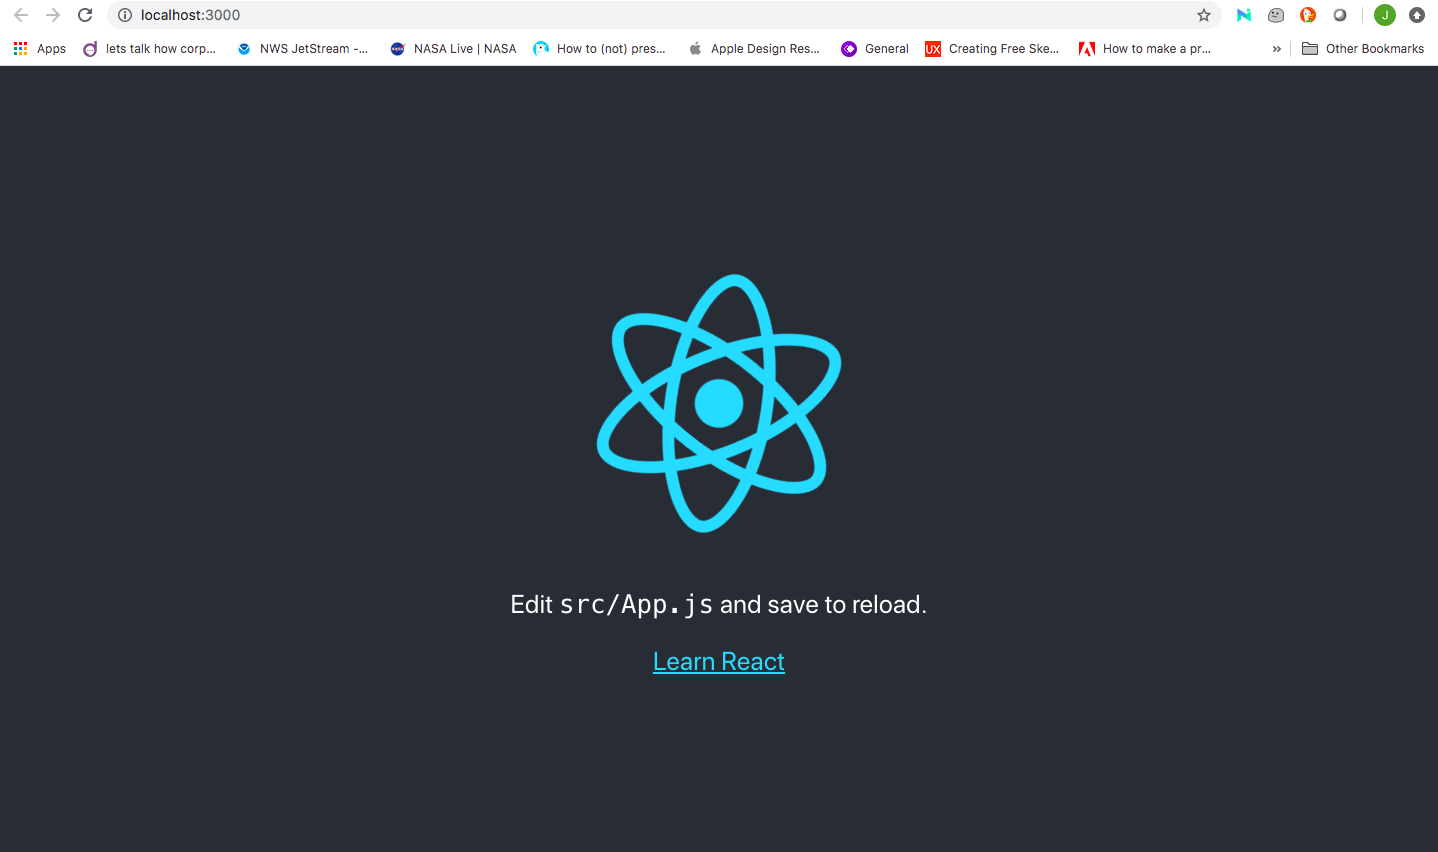 localhost:3000
J
Apps lets talk how corp... NWS JetStream -... NASA Live | NASA How to (not) pres... Apple Design Res... General UX Creating Free Ske... How to make a pr... » Other Bookmarks
Edit src/App.js and save to reload.
Learn React